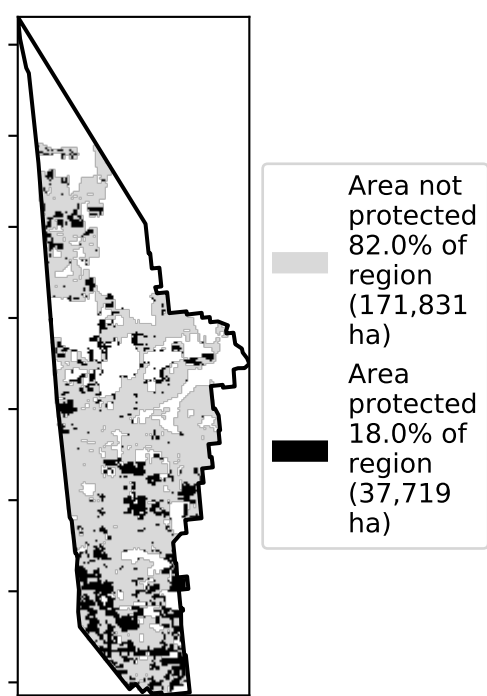 Area not
protected
82.0% of
region
(171,831
ha)
Area
protected
18.0% of
region
(37,719
ha)